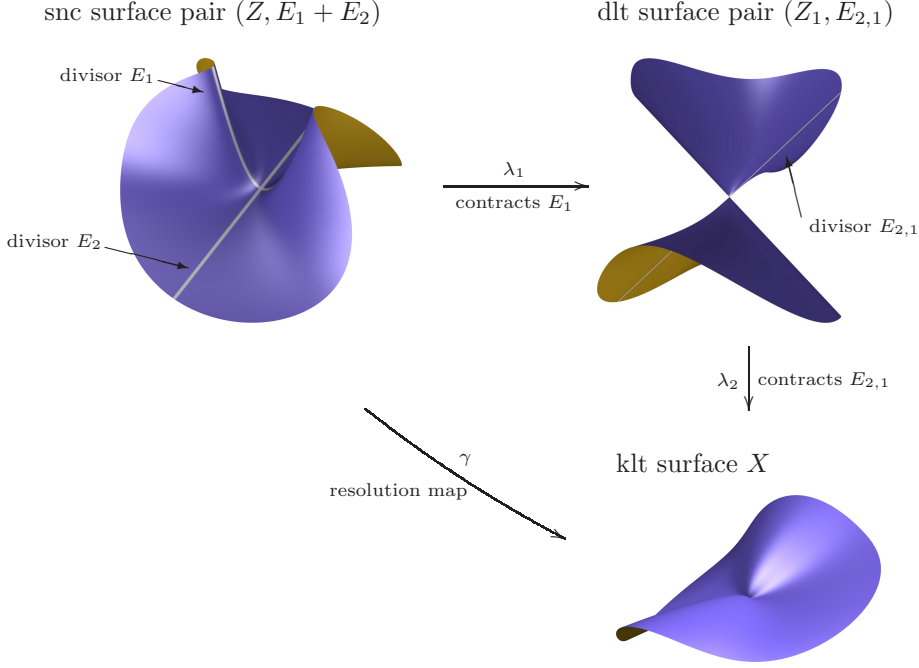 snc surface pair (Z, E₁ + E₂)
dlt surface pair (Z₁, E₂,₁)
divisor E₁
λ₁
contracts E₁
divisor E₂
divisor E₂,₁
λ₂
contracts E₂,₁
γ
resolution map
klt surface X